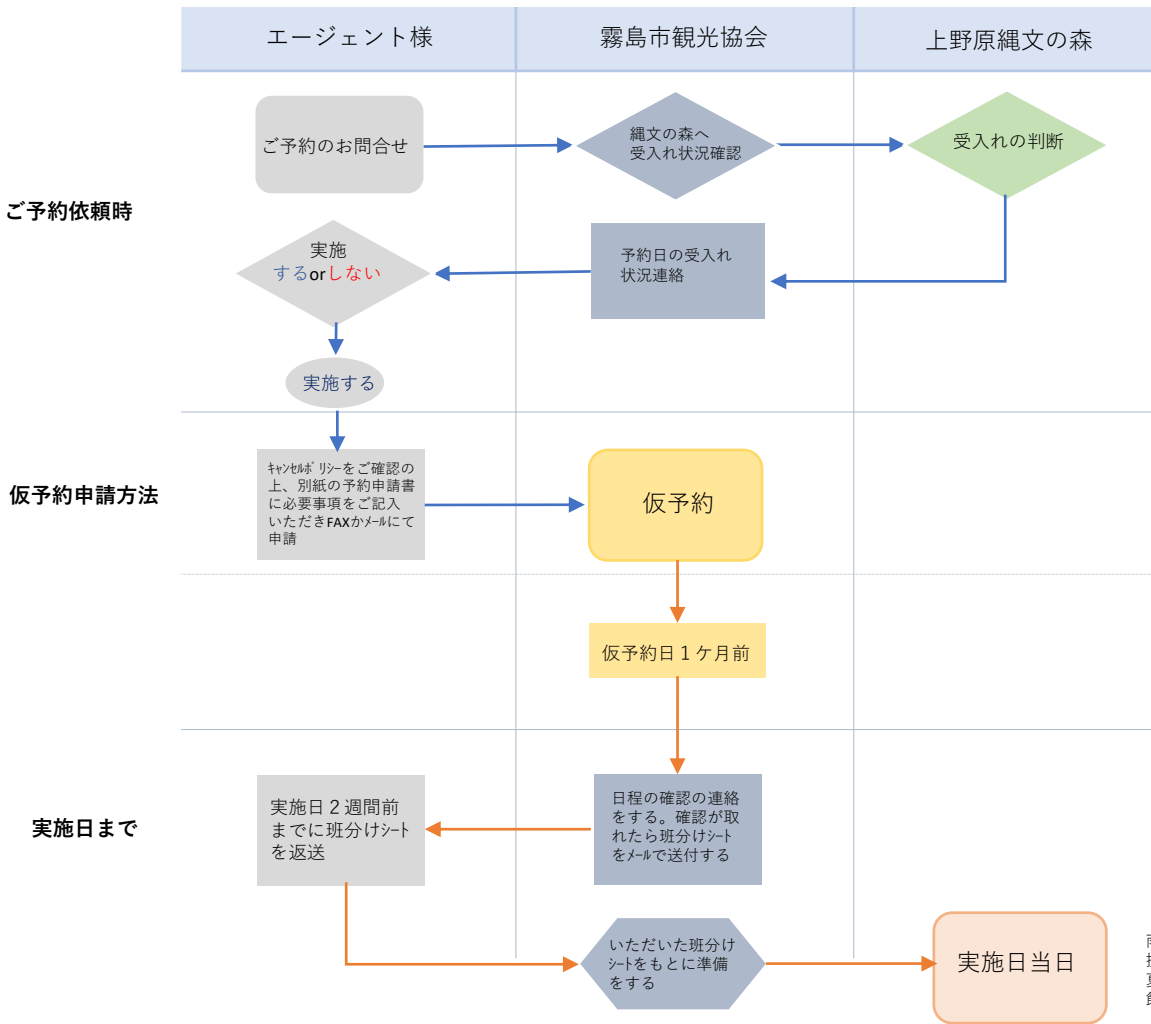 エージェント様
霧島市観光協会
上野原縄文の森
ご予約依頼時
ご予約のお問合せ
縄文の森へ
受入れ状況確認
受入れの判断
実施
するorしない
予約日の受入れ
状況連絡
実施する
仮予約申請方法
ｷｬﾝｾﾙﾎﾟﾘｼｰをご確認の
上、別紙の予約申請書
に必要事項をご記入
いただきFAXかﾒｰﾙにて
申請
仮予約
仮予約日１ケ月前
実施日まで
実施日２週間前
までに班分けｼｰﾄ
を返送
日程の確認の連絡
をする。確認が取
れたら班分けｼｰﾄ
をﾒｰﾙで送付する
いただいた班分け
ｼｰﾄをもとに準備
をする
実施日当日